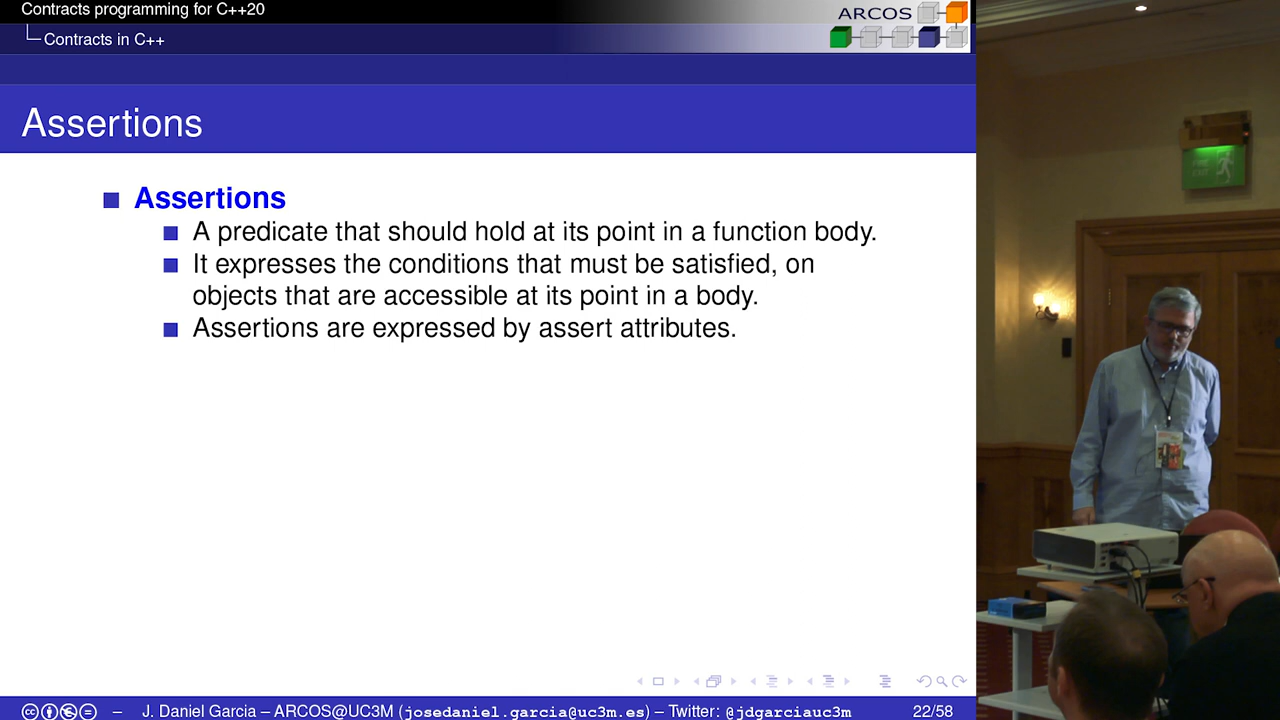 Contracts programming for C++20
Contracts in C++
ARCOS
Assertions
Assertions
A predicate that should hold at its point in a function body.
It expresses the conditions that must be satisfied, on
objects that are accessible at its point in a body.
Assertions are expressed by assert attributes.
– J. Daniel Garcia – ARCOS@UC3M (josedaniel.garcia@uc3m.es) – Twitter: @jdgarciauc3m 22/58